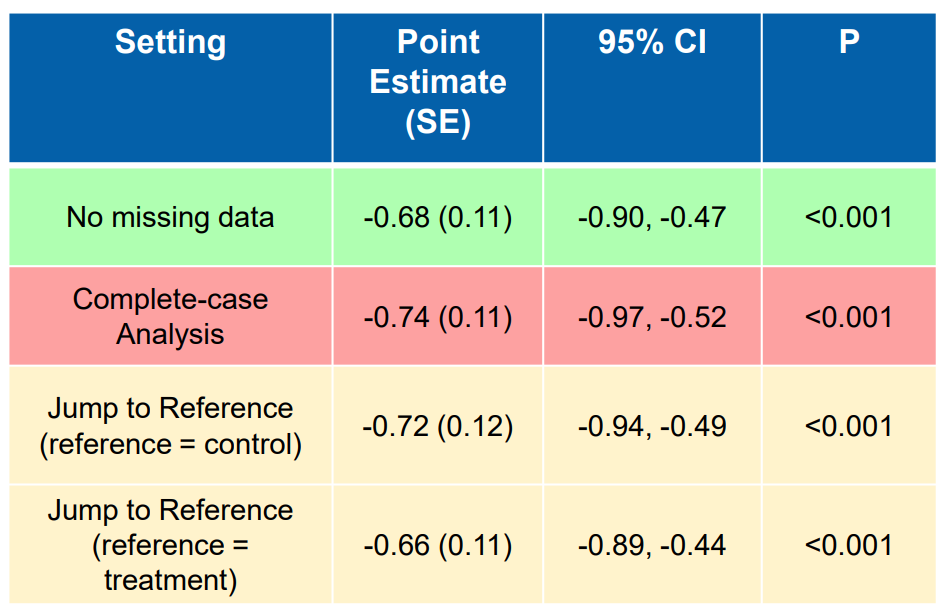 Setting
Point
Estimate
(SE)
95% CI
P
No missing data
-0.68 (0.11)
-0.90, -0.47
<0.001
Complete-case
Analysis
-0.74 (0.11)
-0.97, -0.52
<0.001
Jump to Reference
(reference = control)
-0.72 (0.12)
-0.94, -0.49
<0.001
Jump to Reference
(reference =
treatment)
-0.66 (0.11)
-0.89, -0.44
<0.001